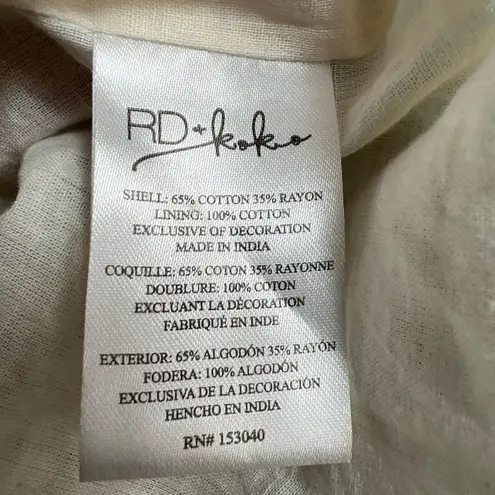 RD+koko
SHELL: 65% COTTON 35% RAYON
LINING: 100% COTTON
EXCLUSIVE OF DECORATION
MADE IN INDIA
COQUILLE: 65% COTON 35% RAYONNE
DOUBLURE: 100% COTON
EXCLUANT LA DÉCORATION
FABRIQUÉ EN INDE
EXTERIOR: 65% ALGODÓN 35% RAYÓN
FODERA: 100% ALGODÓN
EXCLUSIVA DE LA DECORACIÓN
HENCHO EN INDIA
RN# 153040